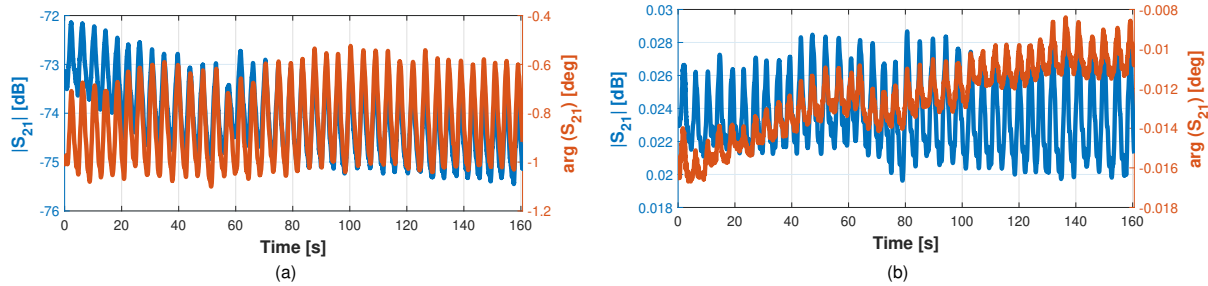 -72
-73
-74
-75
-76
|S21| [dB]
-0.4
-0.6
-0.8
-1
-1.2
arg (S21) [deg]
0 20 40 60 80 100 120 140 160
Time [s]
(a)
0.03
0.028
0.026
0.024
0.022
0.02
0.018
|S21| [dB]
-0.008
-0.01
-0.012
-0.014
-0.016
-0.018
arg (S21) [deg]
0 20 40 60 80 100 120 140 160
Time [s]
(b)